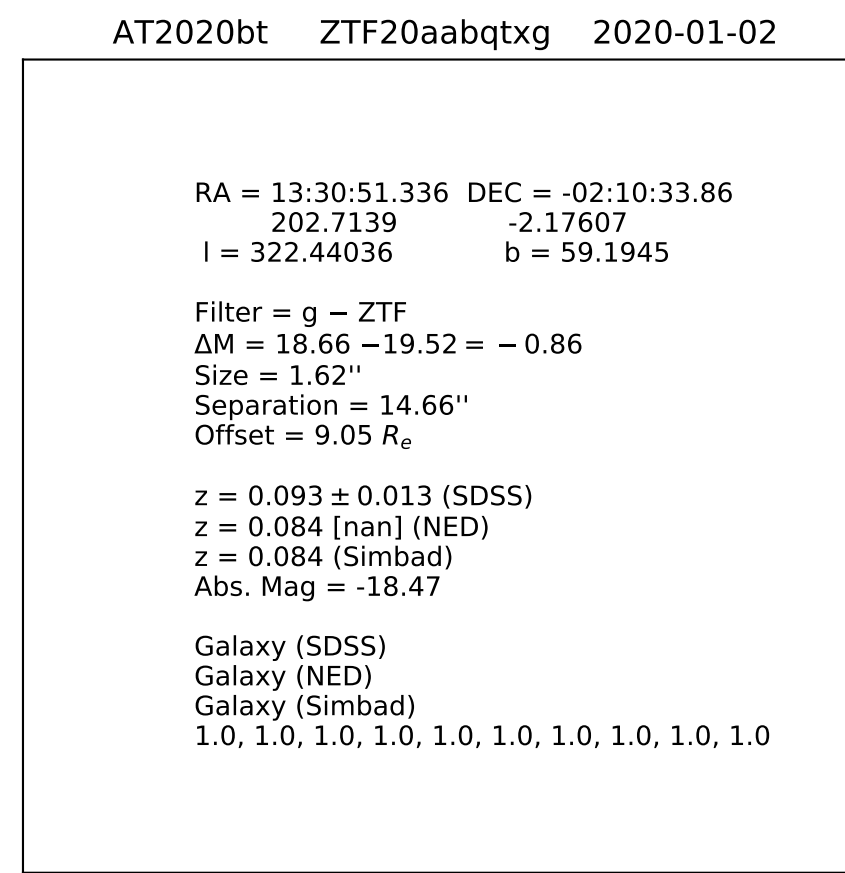 AT2020bt ZTF20aabqtxg 2020-01-02
RA = 13:30:51.336 DEC = -02:10:33.86
202.7139 -2.17607
l = 322.44036 b = 59.1945
Filter = g − ZTF
ΔM = 18.66 −19.52 = − 0.86
Size = 1.62''
Separation = 14.66''
Offset = 9.05 Rₑ
z = 0.093 ± 0.013 (SDSS)
z = 0.084 [nan] (NED)
z = 0.084 (Simbad)
Abs. Mag = -18.47
Galaxy (SDSS)
Galaxy (NED)
Galaxy (Simbad)
1.0, 1.0, 1.0, 1.0, 1.0, 1.0, 1.0, 1.0, 1.0, 1.0